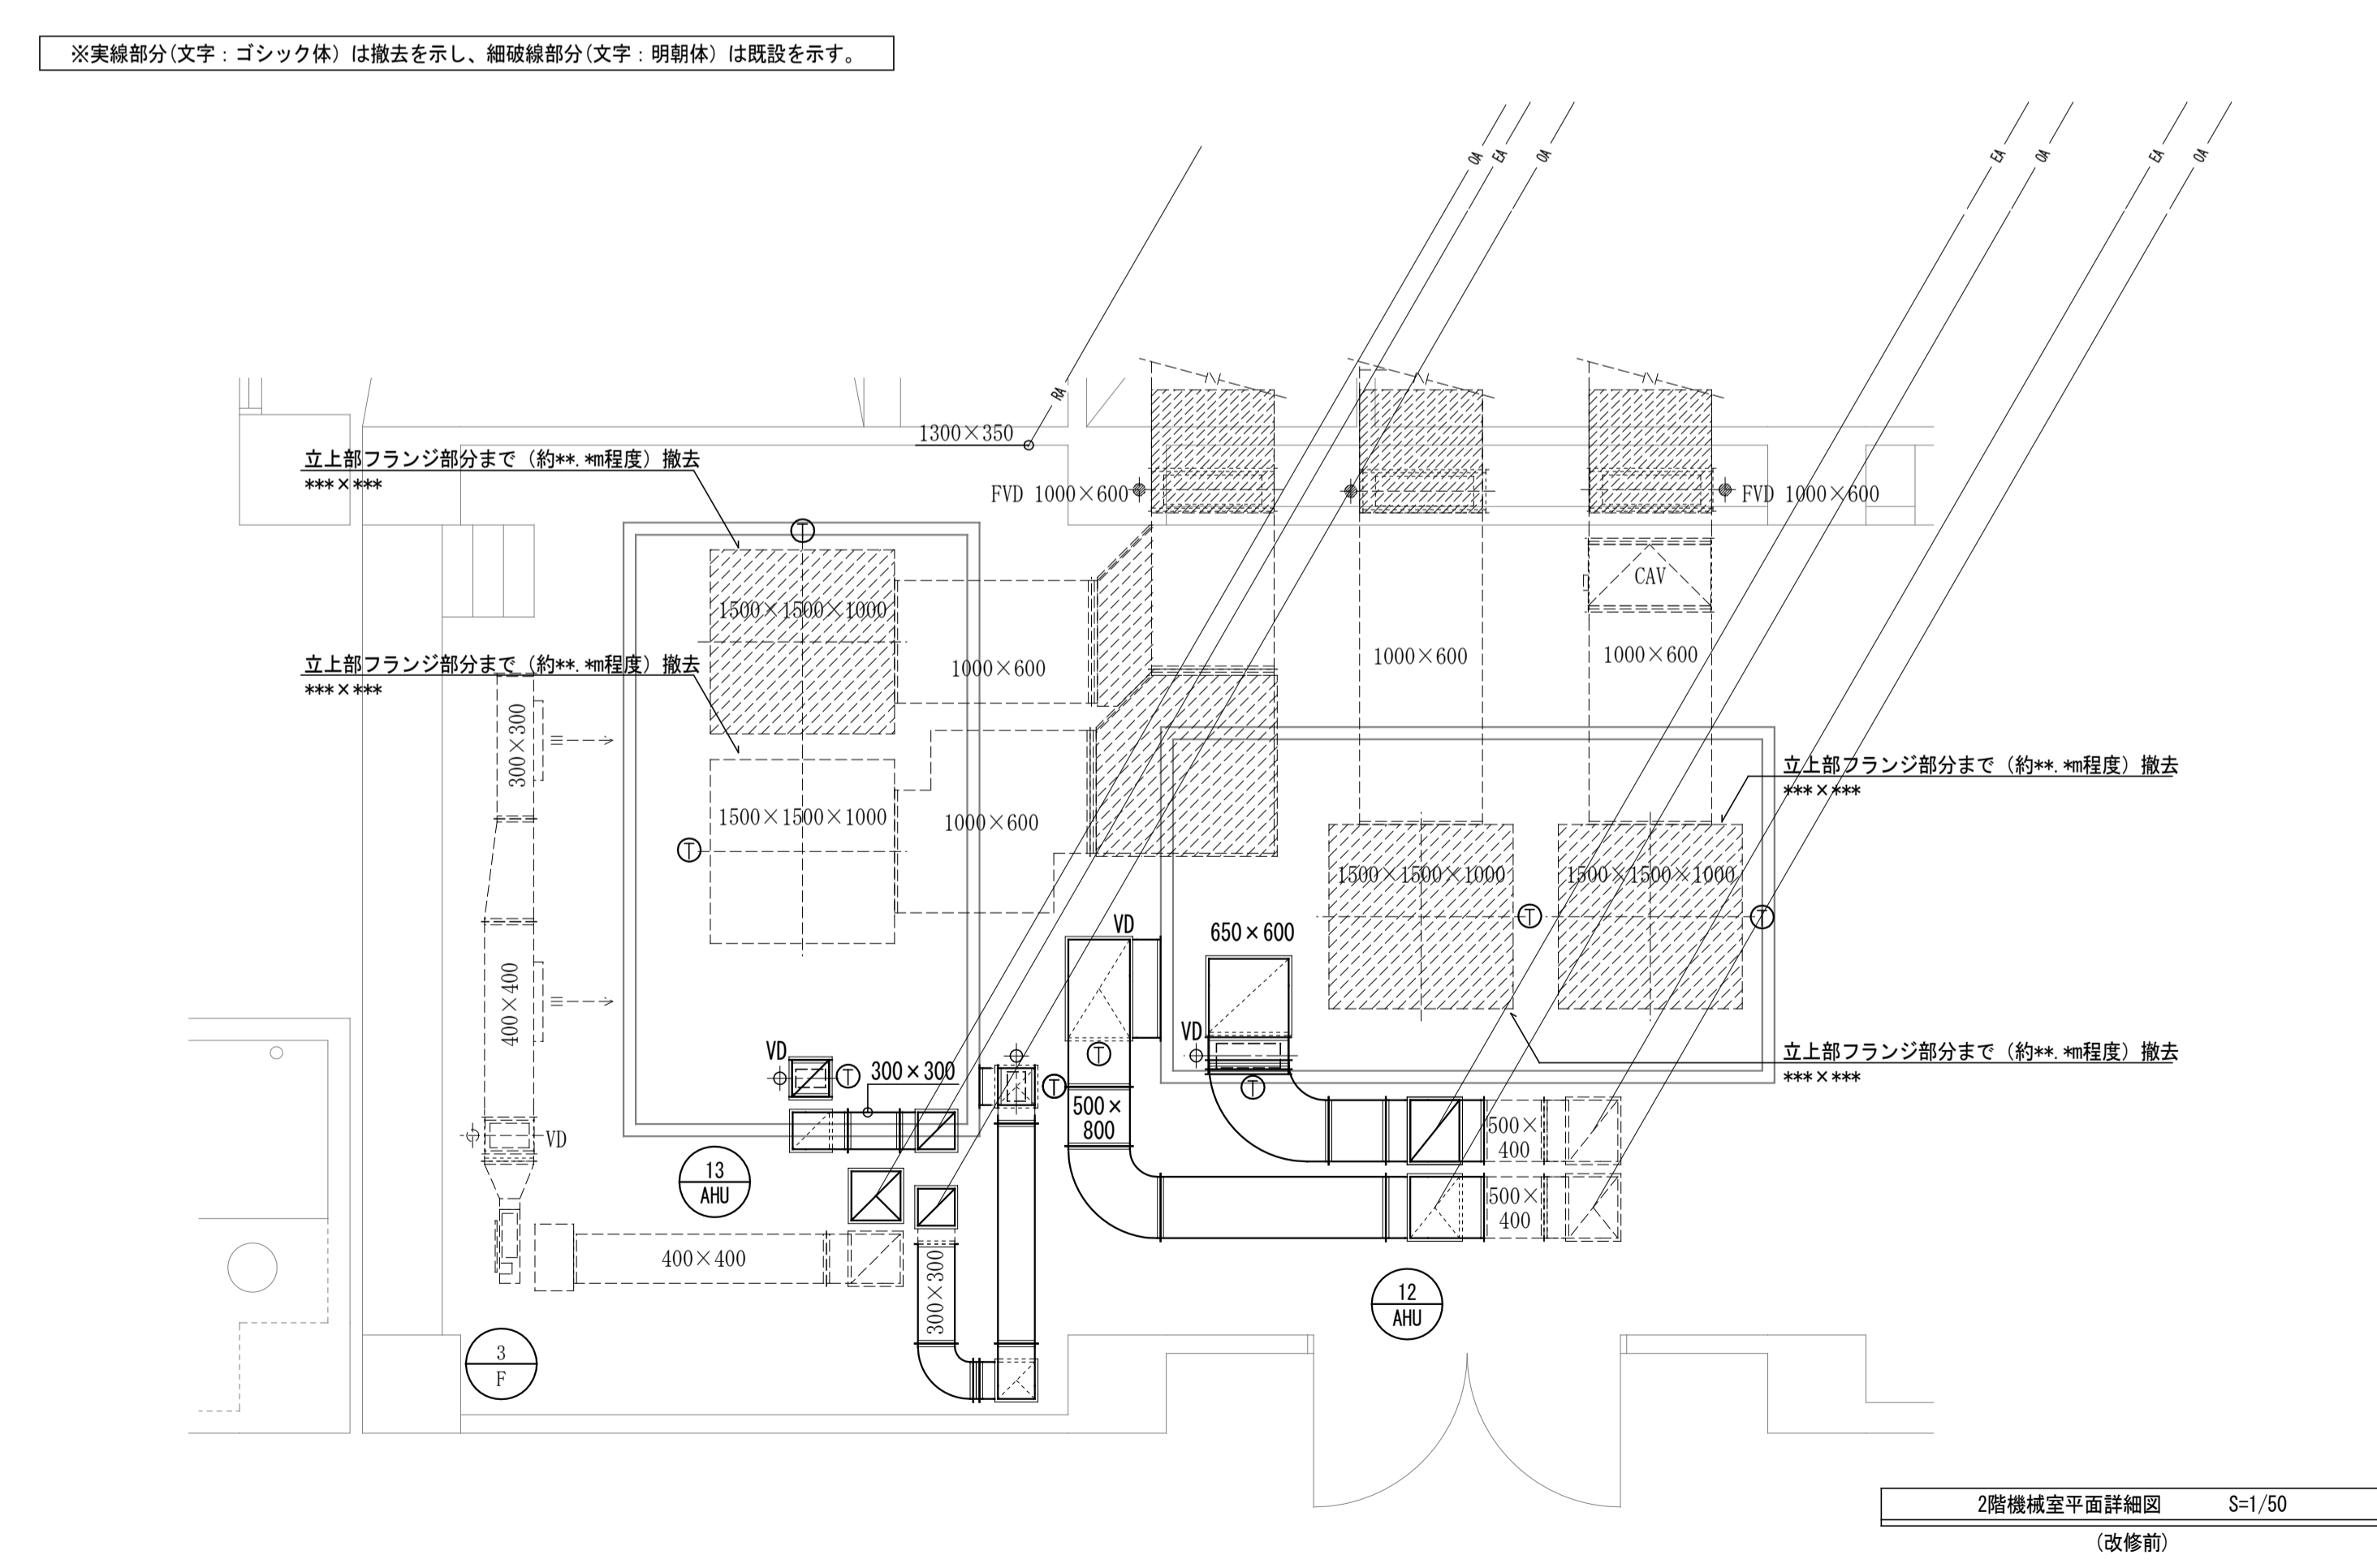 ※実線部分(文字：ゴシック体)は撤去を示し、細破線部分(文字：明朝体)は既設を示す。
OA
EA
OA
EA
OA
EA
OA
RA
1300×350
立上部フランジ部分まで（約**.*m程度）撤去
***×***
FVD 1000×600
FVD 1000×600
T
CAV
1500×1500×1000
立上部フランジ部分まで（約**.*m程度）撤去
***×***
1000×600
1000×600
1000×600
300×300
1500×1500×1000
1000×600
T
立上部フランジ部分まで（約**.*m程度）撤去
***×***
1500×1500×1000
1500×1500×1000
T
T
VD
650×600
400×400
VD
VD
T
300×300
T
T
T
立上部フランジ部分まで（約**.*m程度）撤去
***×***
500×
800
VD
500×
400
13
AHU
500×
400
400×400
300×300
12
AHU
3
F
2階機械室平面詳細図 S=1/50
(改修前)